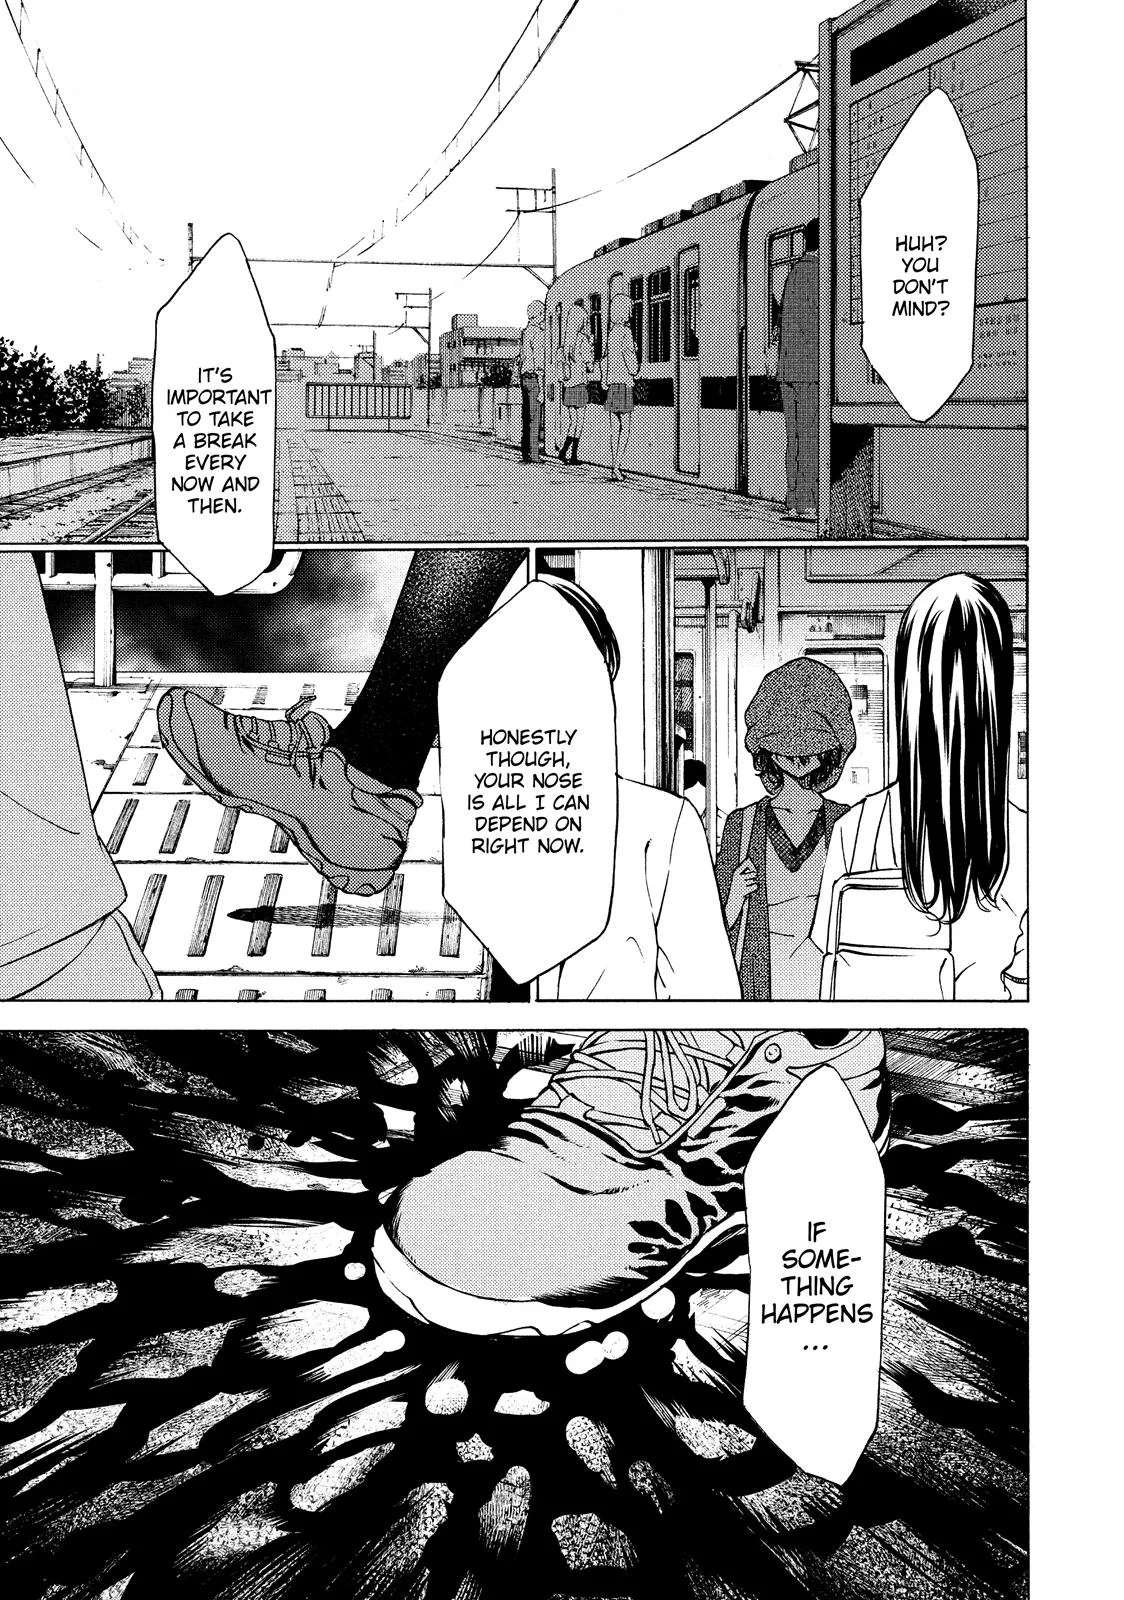 HUH?
YOU
DON'T
MIND?
IT'S
IMPORTANT
TO TAKE
A BREAK
EVERY
NOW AND
THEN.
HONESTLY
THOUGH,
YOUR NOSE
IS ALL I CAN
DEPEND ON
RIGHT NOW.
IF
SOME-
THING
HAPPENS
...